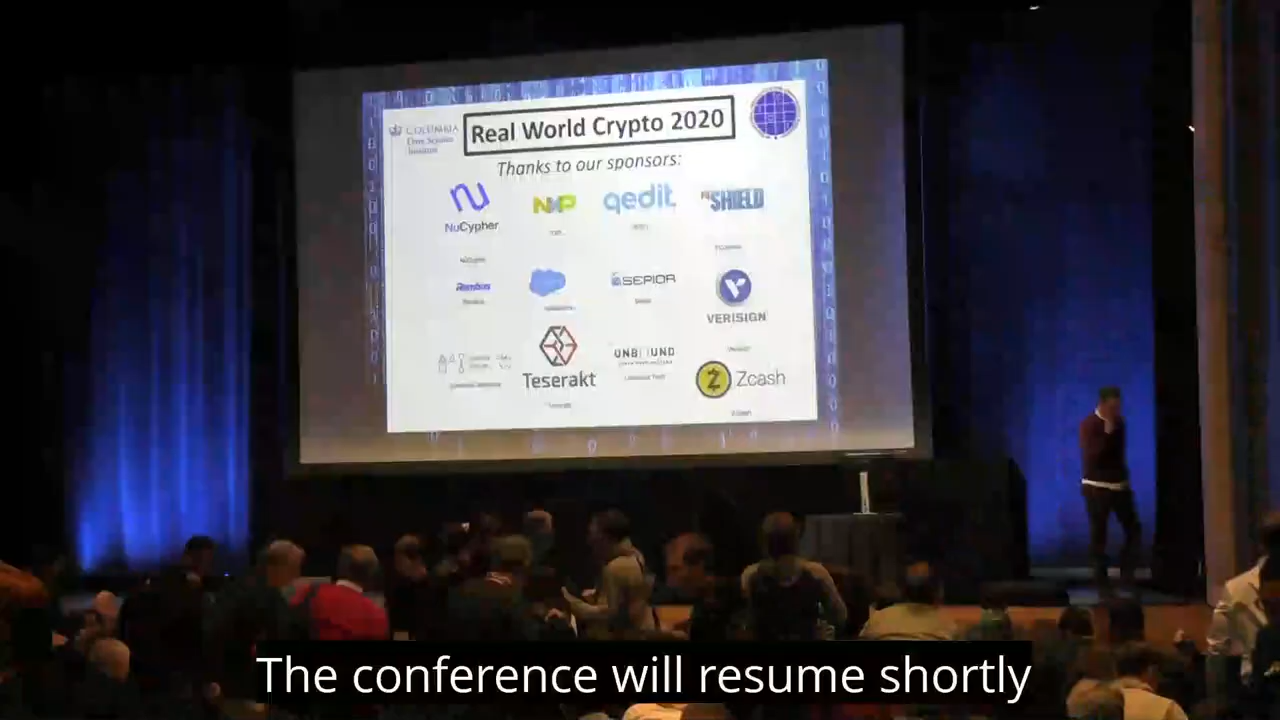 COLUMBIA
Data Science
Institute
Real World Crypto 2020
Thanks to our sponsors:
NuCypher
NXP
qedit
SHIELD
Rambus
SEPIOR
VERISIGN
Teserakt
UNBOUND
Zcash
The conference will resume shortly